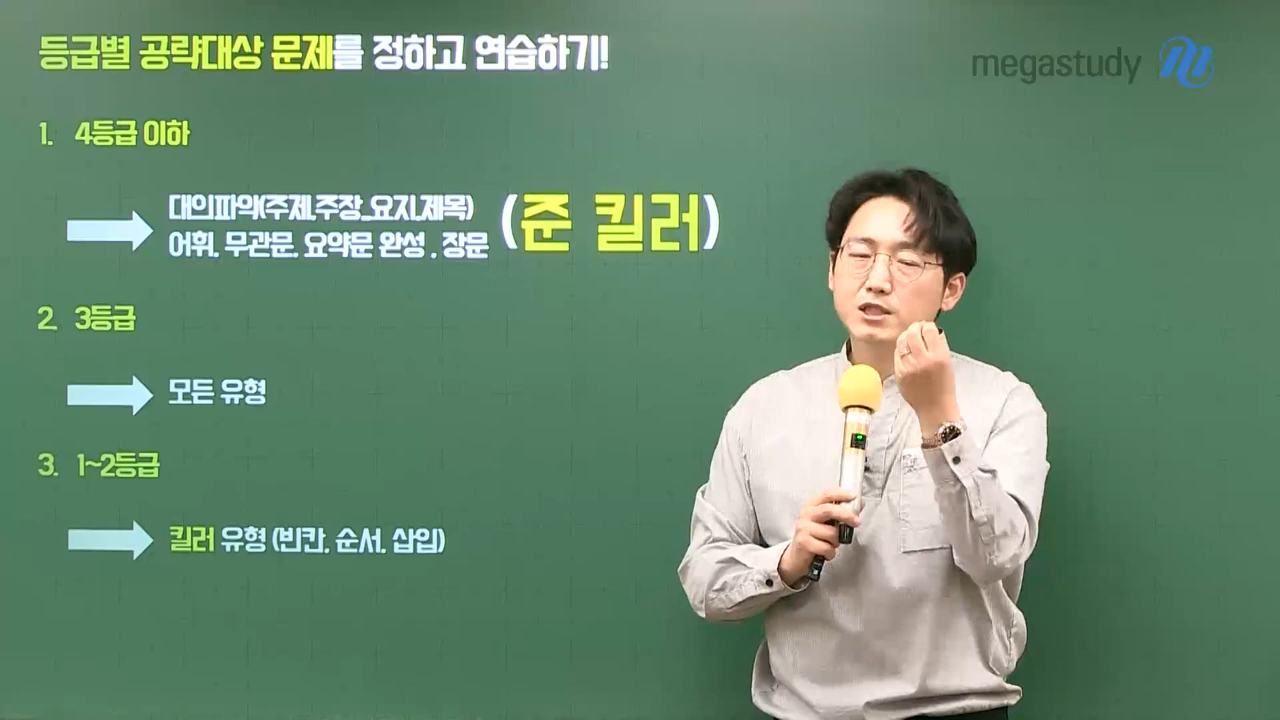 등급별 공략대상 문제를 정하고 연습하기!
megastudy
1. 4등급 이하
대의파악(주제,주장_요지,제목)
어휘, 무관문, 요약문 완성 , 장문
(준 킬러)
2. 3등급
모든 유형
3. 1~2등급
킬러 유형 (빈칸, 순서, 삽입)